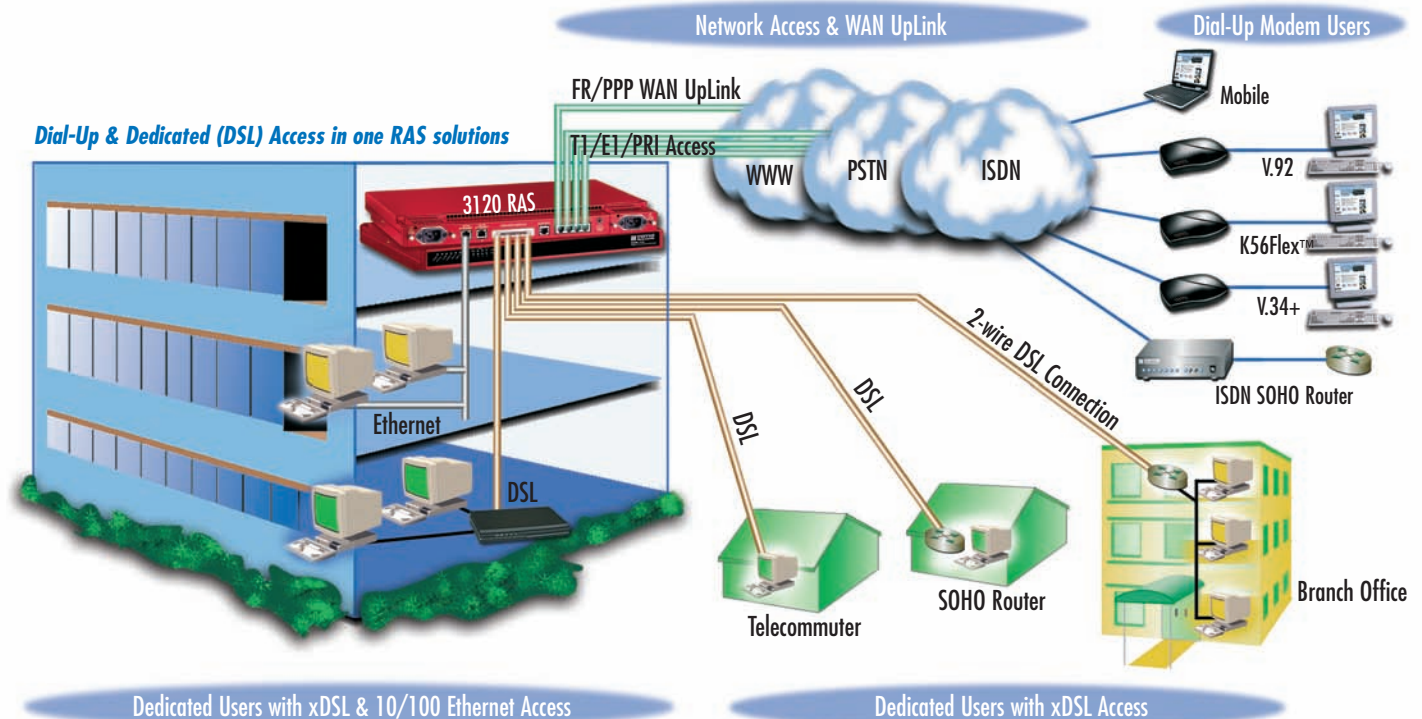 Network Access & WAN UpLink
Dial-Up Modem Users
FR/PPP WAN UpLink
Mobile
Dial-Up & Dedicated (DSL) Access in one RAS solutions
T1/E1/PRI Access
WWW
PSTN
ISDN
V.92
3120 RAS
K56Flex™
V.34+
2-wire DSL Connection
ISDN SOHO Router
DSL
DSL
Ethernet
DSL
Branch Office
SOHO Router
Telecommuter
Dedicated Users with xDSL & 10/100 Ethernet Access
Dedicated Users with xDSL Access